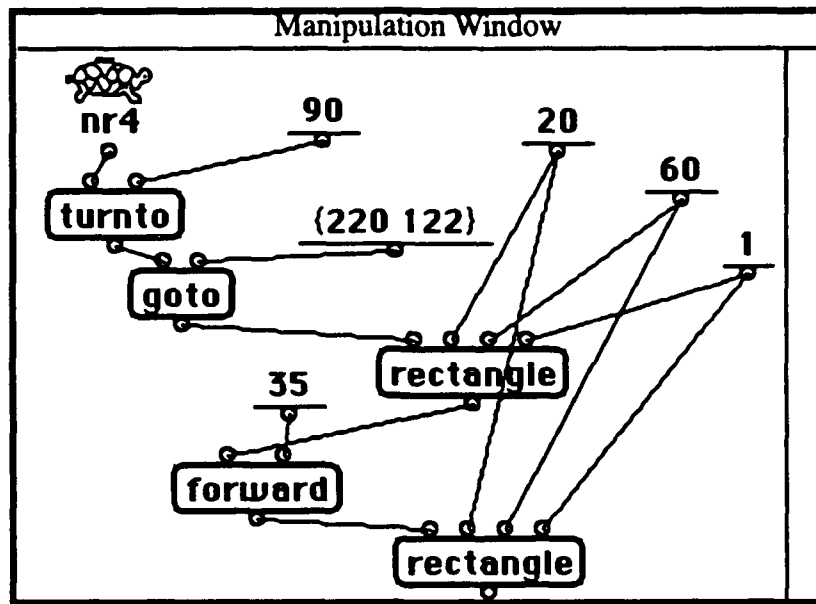 Manipulation Window
nr4
90
20
60
turnto
{220 122}
1
goto
rectangle
35
forward
rectangle